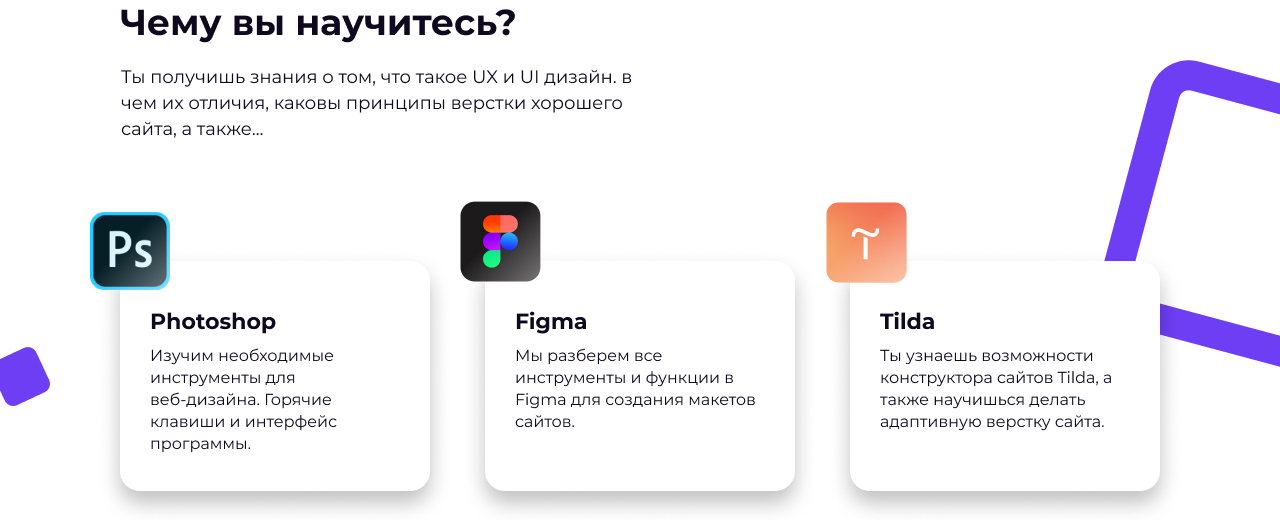 Чему вы научитесь?
Ты получишь знания о том, что такое UX и UI дизайн. в
чем их отличия, каковы принципы верстки хорошего
сайта, а также...
Ps
Photoshop
Изучим необходимые
инструменты для
веб-дизайна. Горячие
клавиши и интерфейс
программы.
Figma
Мы разберем все
инструменты и функции в
Figma для создания макетов
сайтов.
Tilda
Ты узнаешь возможности
конструктора сайтов Tilda, а
также научишься делать
адаптивную верстку сайта.